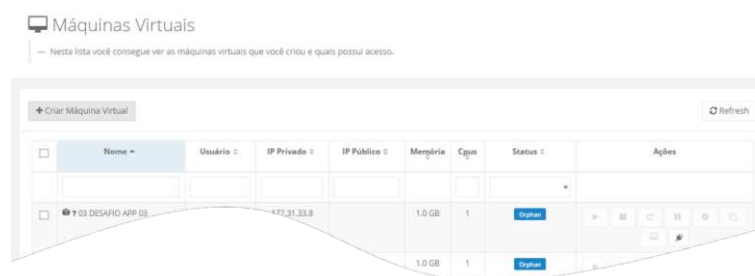 Máquinas Virtuais
— Nesta lista você consegue ver as máquinas virtuais que você criou e quais possui acesso.
+ Criar Máquina Virtual
Refresh
Nome Usuário IP Privado IP Público Memória Cpus Status Ações
? 03 DESAFIO APP 03 172.31.33.8 1.0 GB 1 Orphan
1.0 GB 1 Orphan